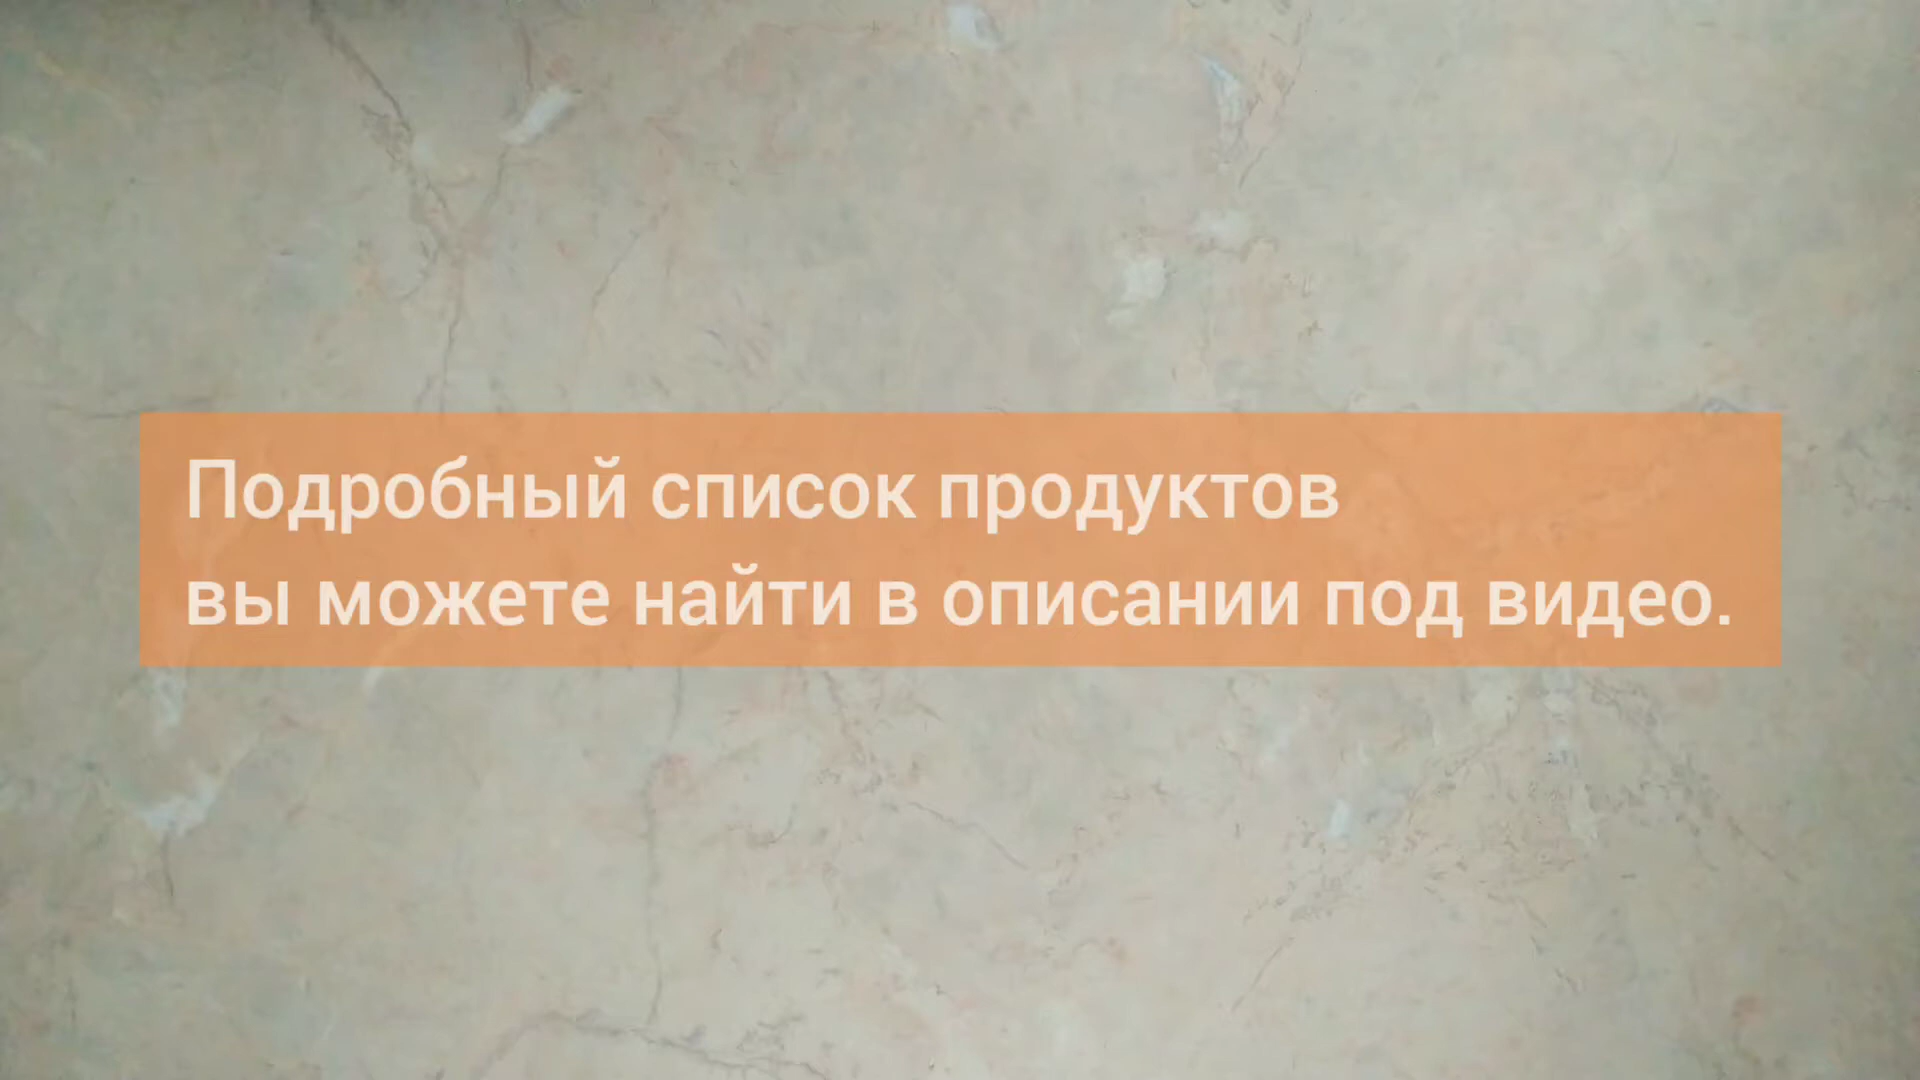 Подробный список продуктов
вы можете найти в описании под видео.